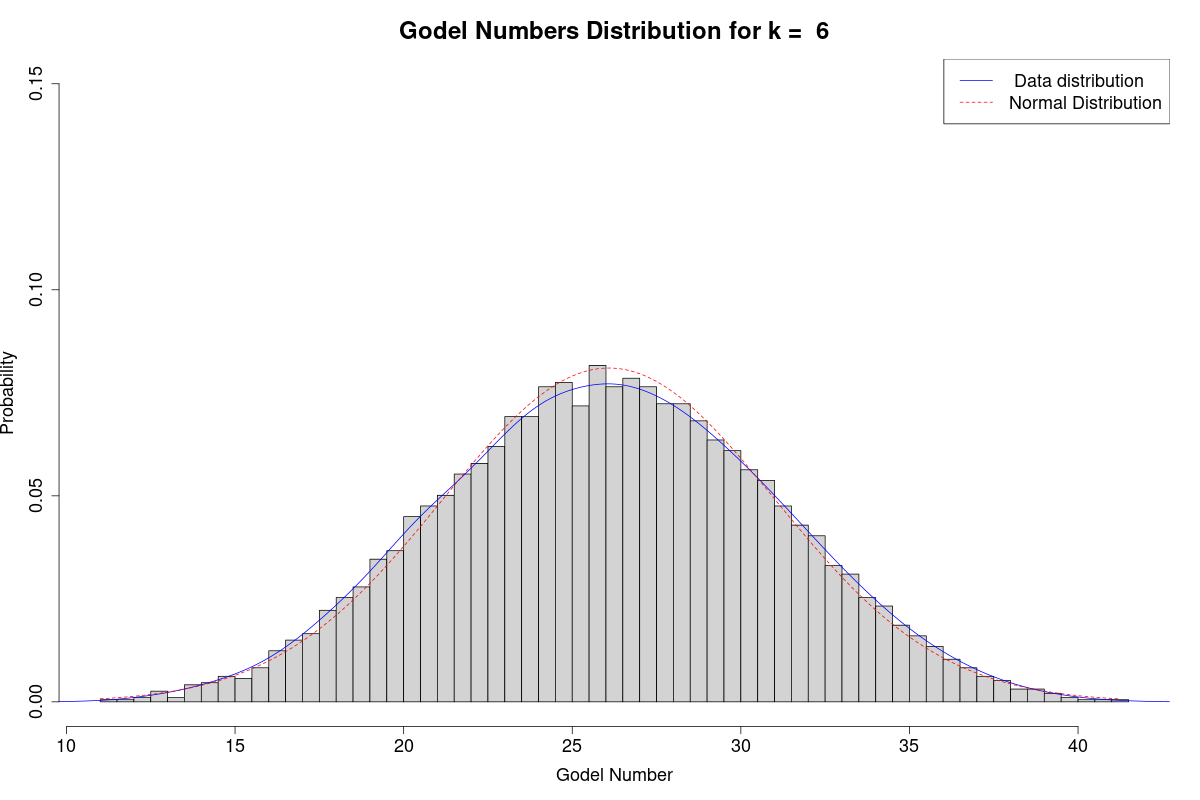 Godel Numbers Distribution for k =  6
Data distribution
Normal Distribution
0.15
0.10
0.05
0.00
Probability
10 15 20 25 30 35 40
Godel Number